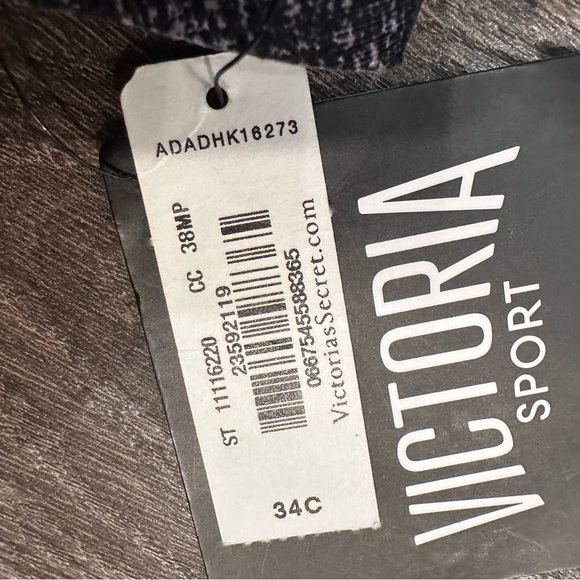 ADADHK16273
ST 11116220 CC 38MP
23592119
0667545588365
VictoriasSecret.com
34C
VICTORIA
SPORT